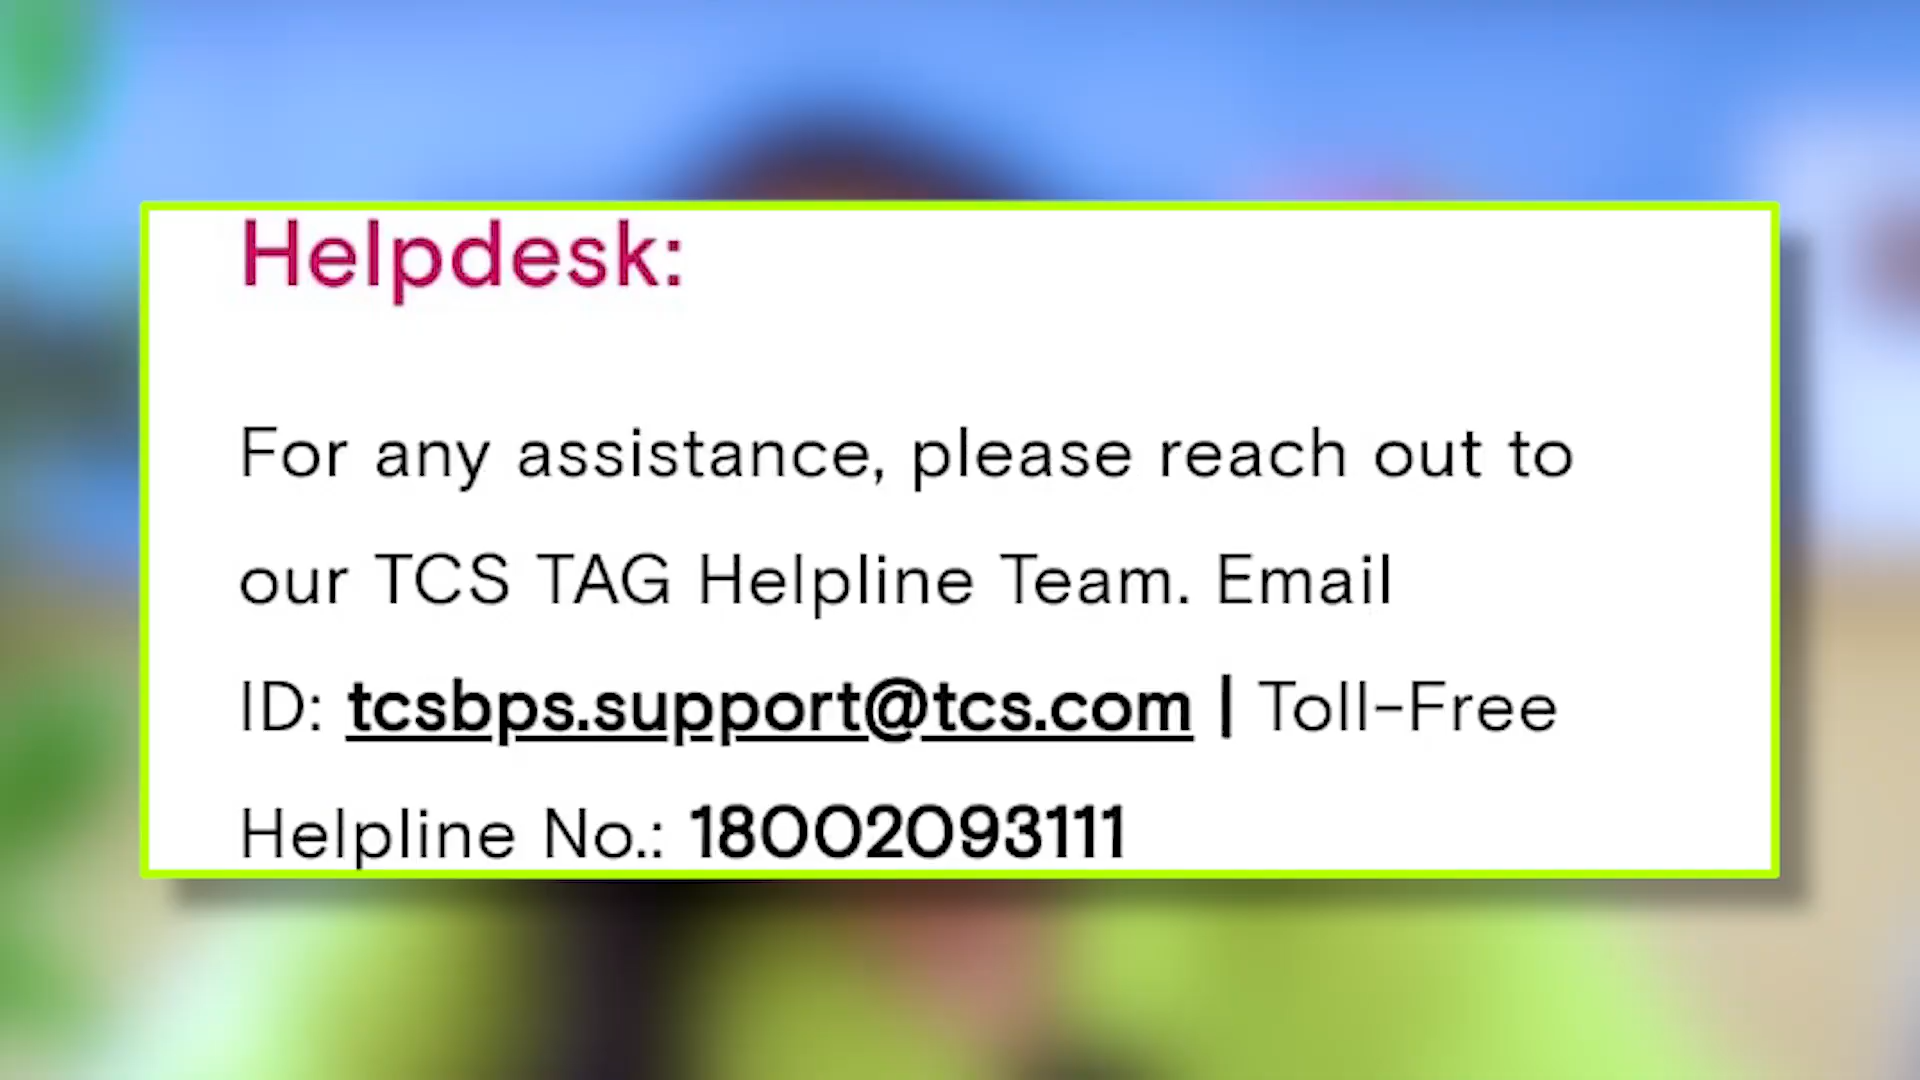 Helpdesk:
For any assistance, please reach out to
our TCS TAG Helpline Team. Email
ID: tcsbps.support@tcs.com | Toll-Free
Helpline No.: 18002093111